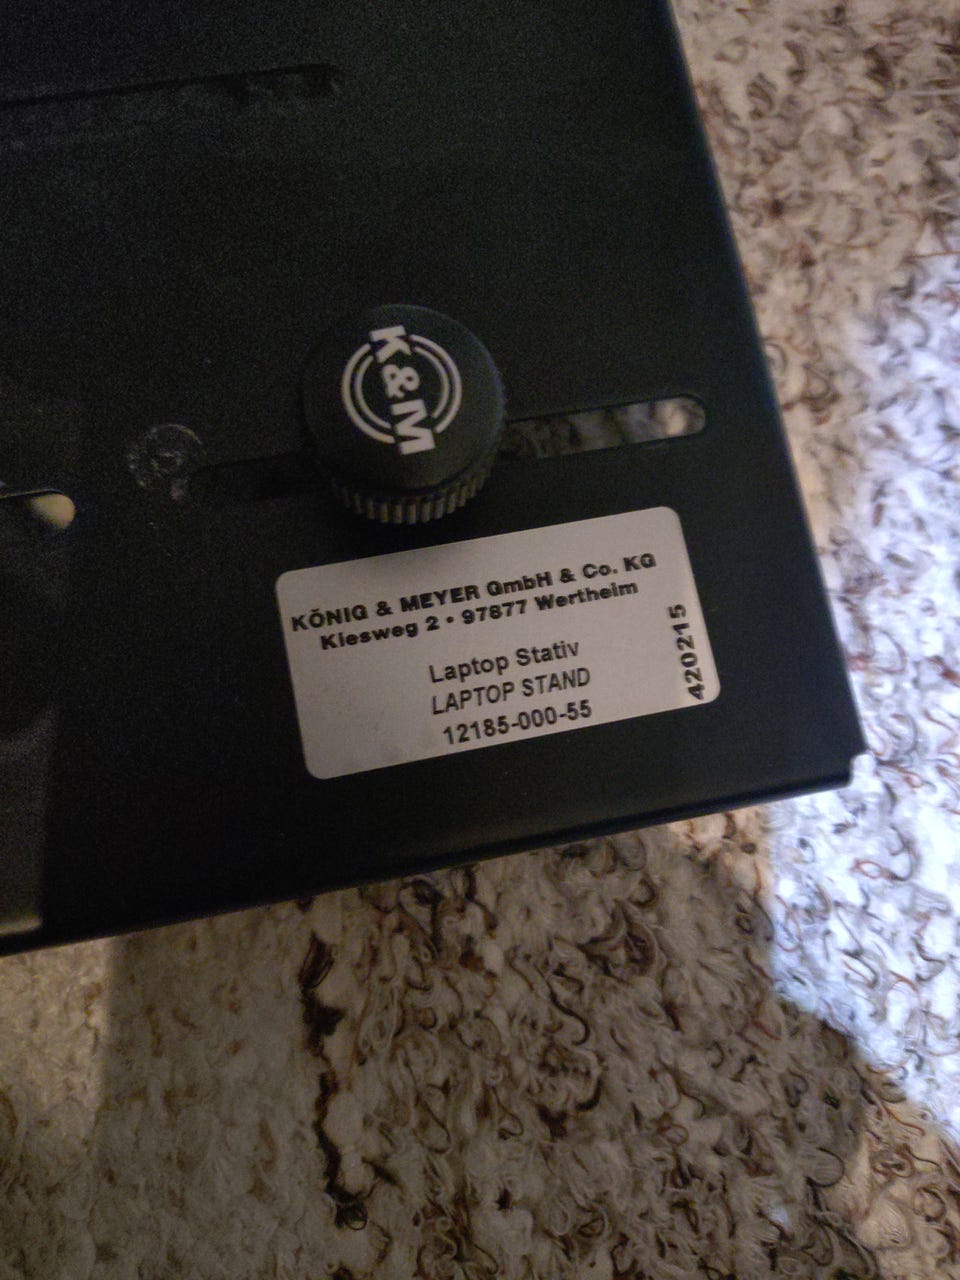 K&M
KÖNIG & MEYER GmbH & Co. KG
Kiesweg 2 • 97877 Wertheim
Laptop Stativ
LAPTOP STAND
12185-000-55
420215